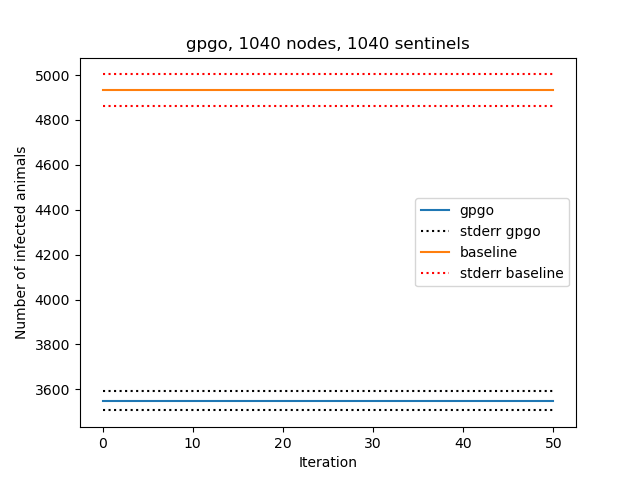 gpgo, 1040 nodes, 1040 sentinels
Number of infected animals
5000
4800
4600
4400
4200
4000
3800
3600
gpgo
stderr gpgo
baseline
stderr baseline
0 10 20 30 40 50
Iteration